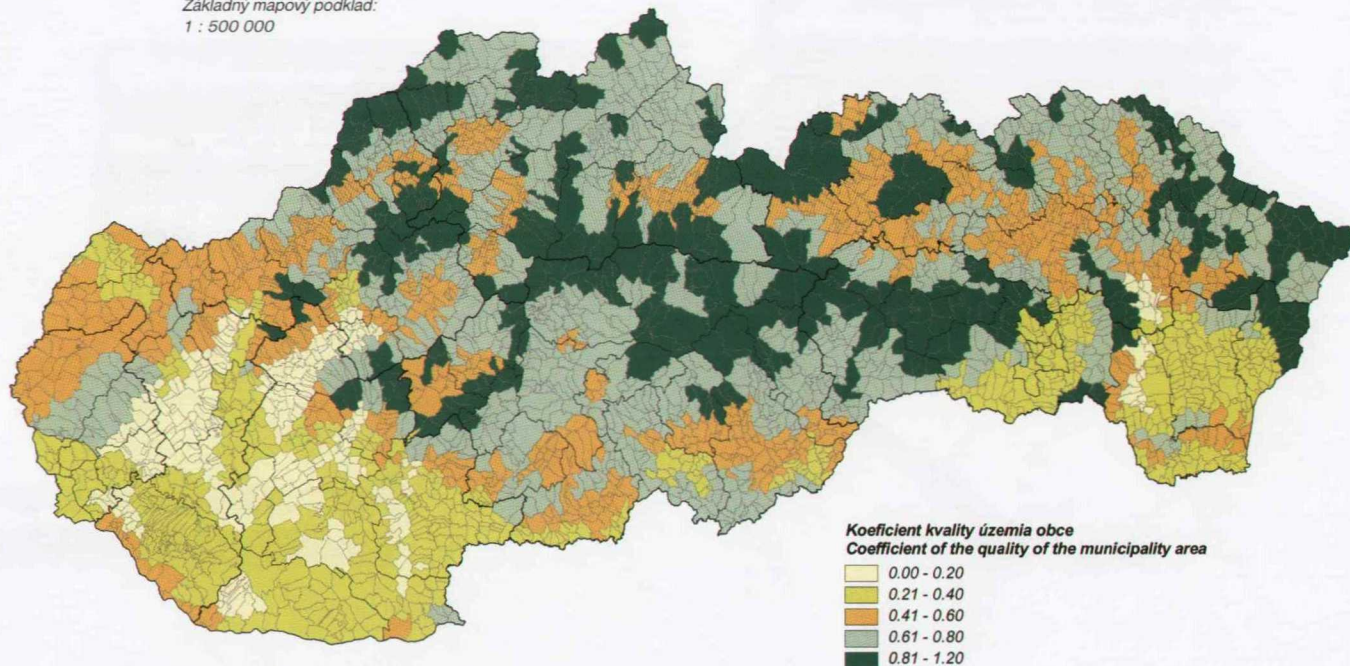 Základný mapový podklad:
1 : 500 000
Koeficient kvality územia obce
Coefficient of the quality of the municipality area
0.00 - 0.20
0.21 - 0.40
0.41 - 0.60
0.61 - 0.80
0.81 - 1.20